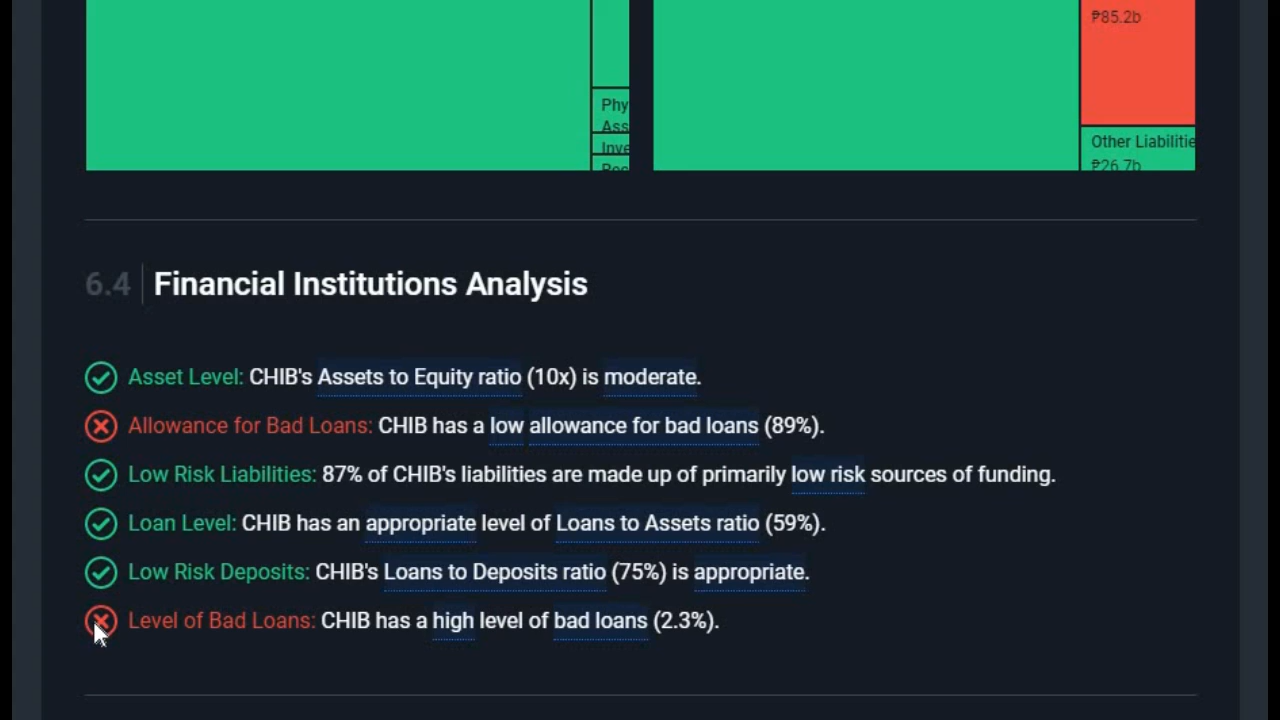 ₱85.2b
Phy
Ass
Inve
Other Liabilitie
₱26.7b
6.4 Financial Institutions Analysis
Asset Level: CHIB's Assets to Equity ratio (10x) is moderate.
Allowance for Bad Loans: CHIB has a low allowance for bad loans (89%).
Low Risk Liabilities: 87% of CHIB's liabilities are made up of primarily low risk sources of funding.
Loan Level: CHIB has an appropriate level of Loans to Assets ratio (59%).
Low Risk Deposits: CHIB's Loans to Deposits ratio (75%) is appropriate.
Level of Bad Loans: CHIB has a high level of bad loans (2.3%).